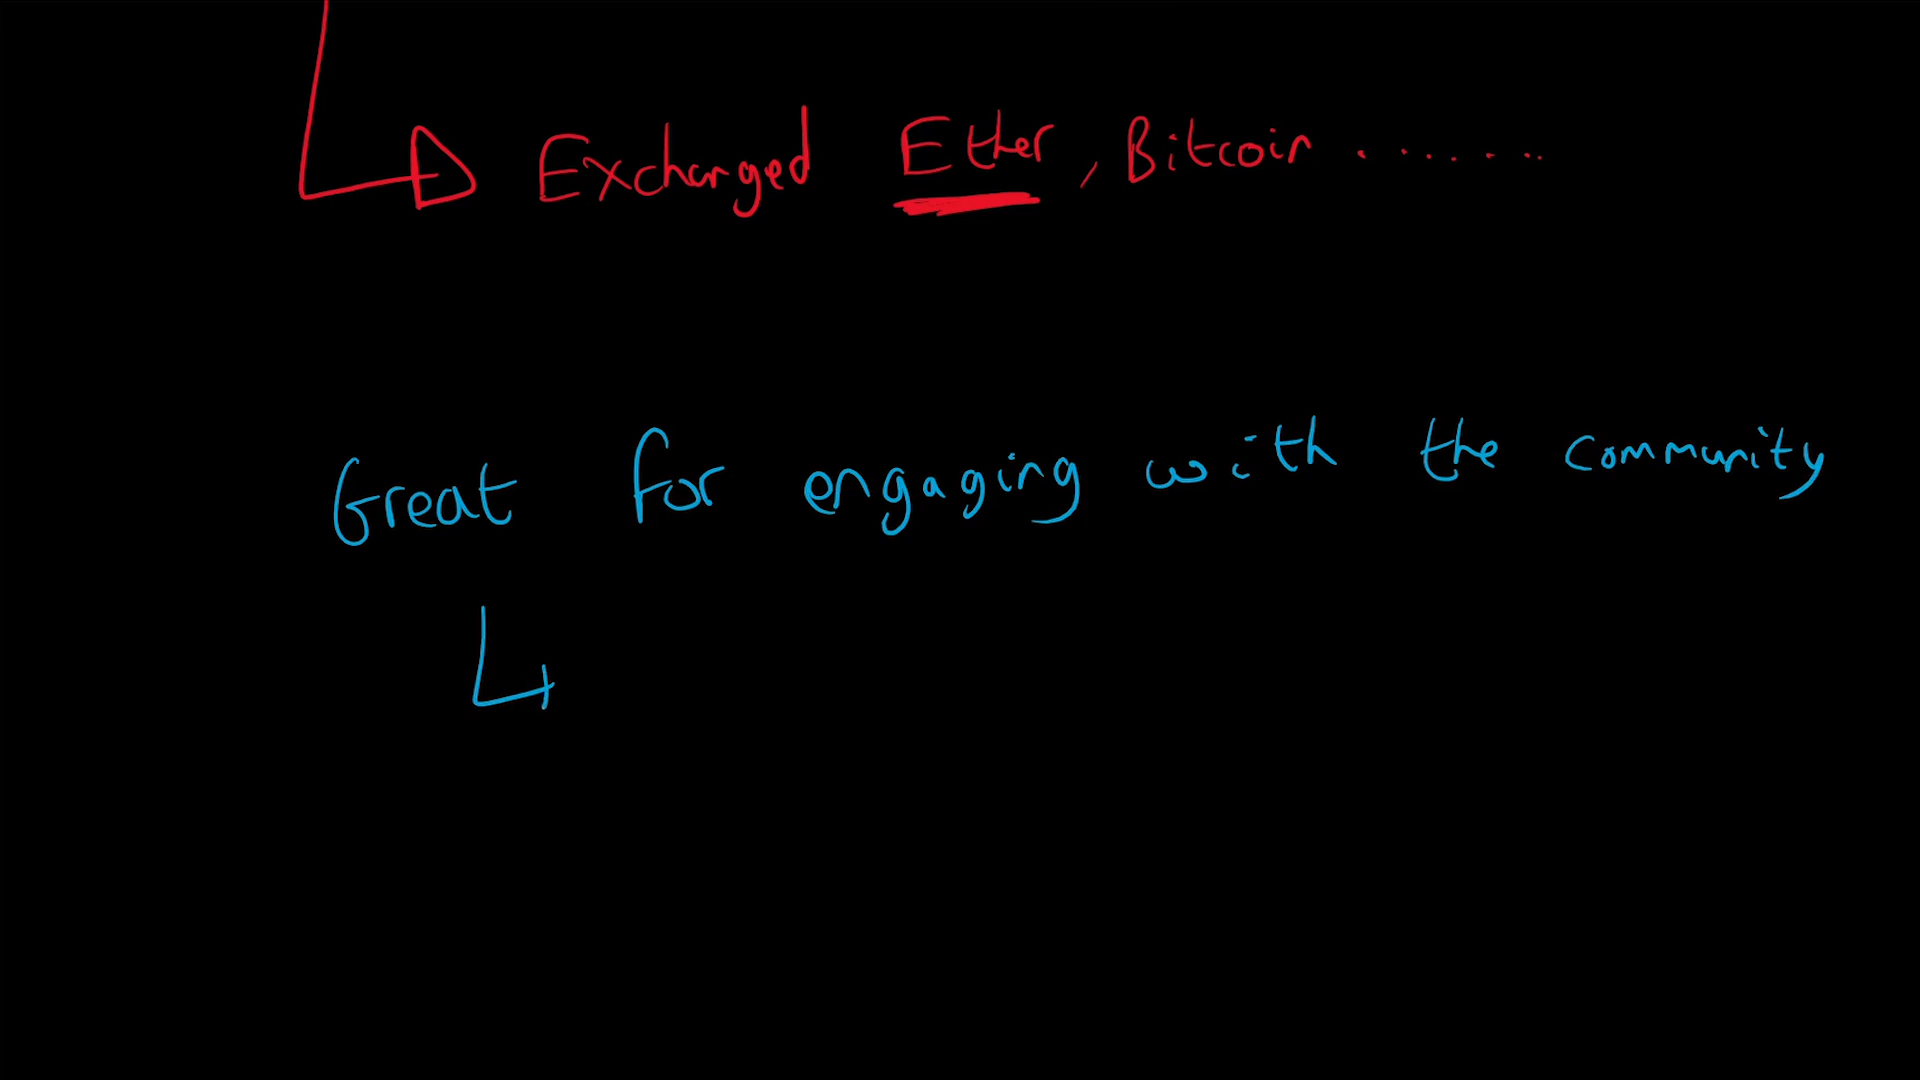 Exchanged Ether, Bitcoin .......
Great for engaging with the community